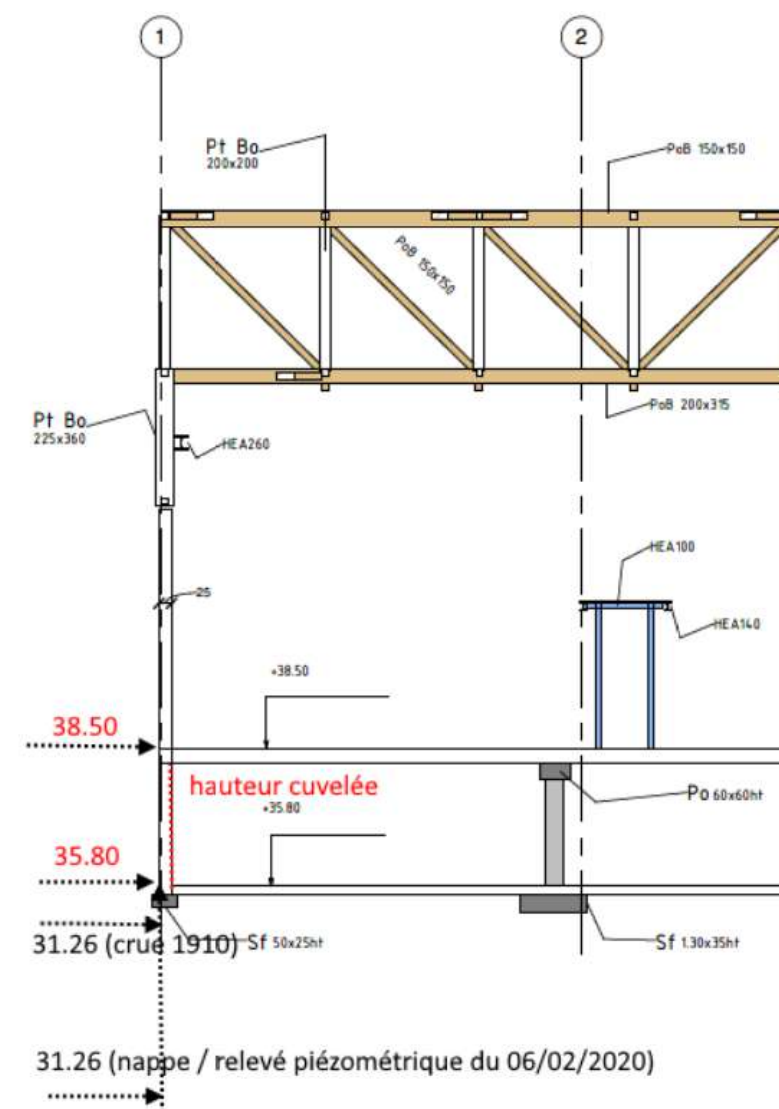 1
2
Pt Bo
200x200
PoB 150x150
PoB 150x150
Pt Bo
225x360
HEA260
PoB 200x315
25
HEA100
HEA140
+38.50
38.50
hauteur cuvelée
Po 60x60ht
+35.80
35.80
31.26 (crue 1910)
Sf 50x25ht
Sf 1.30x35ht
31.26 (nappe / relevé piézométrique du 06/02/2020)